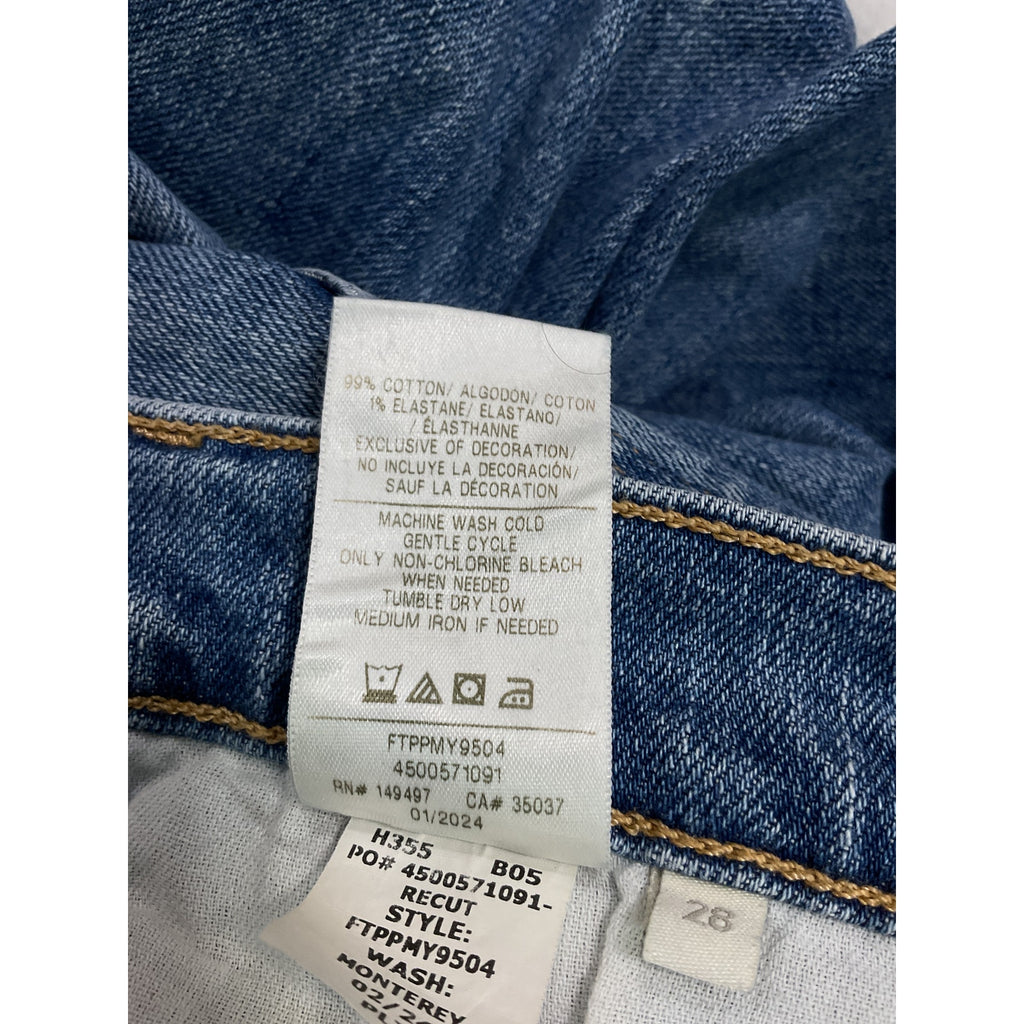 99% COTTON/ ALGODÓN/ COTON
1% ELASTANE/ ELASTANO/
/ ÉLASTHANNE
EXCLUSIVE OF DECORATION/
NO INCLUYE LA DECORACIÓN/
SAUF LA DÉCORATION
MACHINE WASH COLD
GENTLE CYCLE
ONLY NON-CHLORINE BLEACH
WHEN NEEDED
TUMBLE DRY LOW
MEDIUM IRON IF NEEDED
FTPPMY9504
4500571091
RN# 149497 CA# 35037
01/2024
H355 B05
PO# 4500571091-
RECUT
STYLE:
FTPPMY9504
WASH:
MONTEREY
28